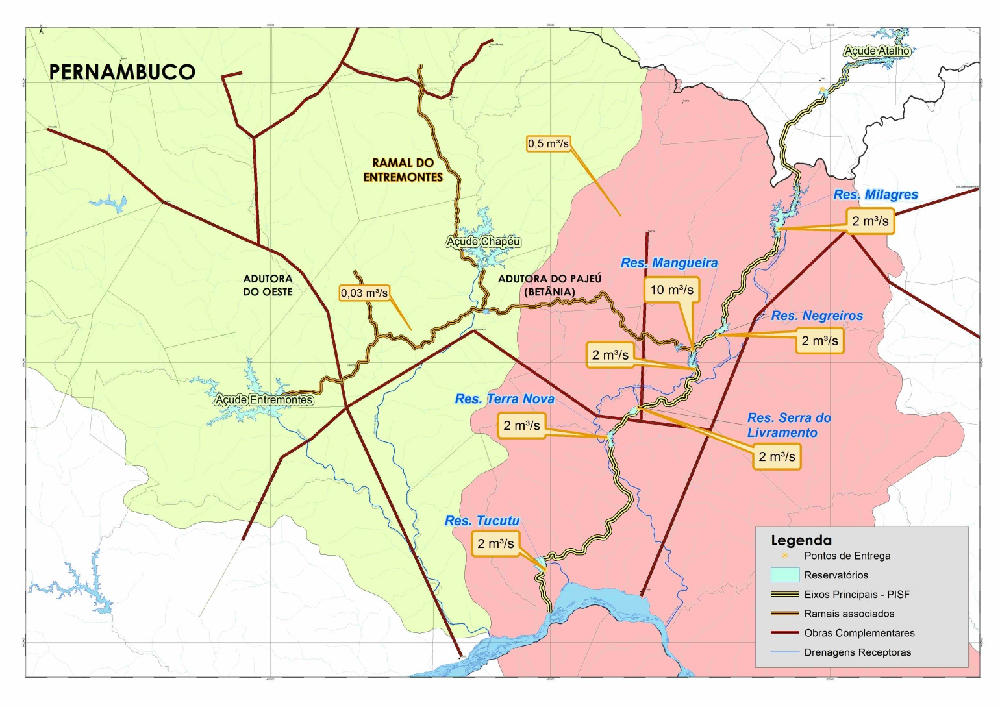 N
PERNAMBUCO
Açude Atalho
RAMAL DO
ENTREMONTES
0,5 m³/s
Res. Milagres
2 m³/s
Açude Chapéu
Res. Mangueira
10 m³/s
ADUTORA
DO OESTE
0,03 m³/s
ADUTORA DO PAJEÚ
(BETÂNIA)
Res. Negreiros
2 m³/s
2 m³/s
Açude Entremontes
Res. Terra Nova
2 m³/s
Res. Serra do
Livramento
2 m³/s
Res. Tucutu
2 m³/s
Legenda
Pontos de Entrega
Reservatórios
Eixos Principais - PISF
Ramais associados
Obras Complementares
Drenagens Receptoras